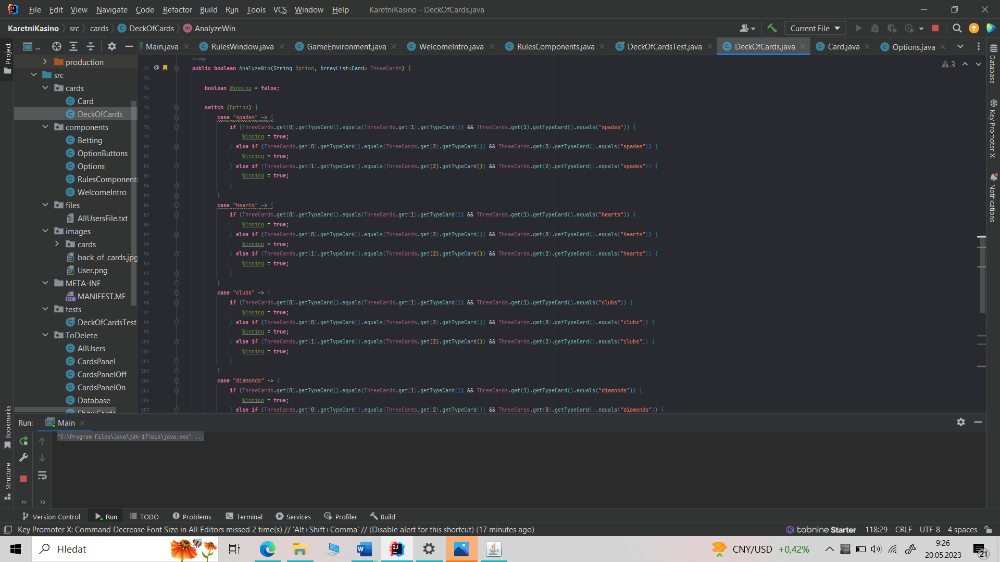 File Edit View Navigate Code Refactor Build Run Tools VCS Window Help KaretniKasino - DeckOfCards.java
KaretniKasino src cards DeckOfCards AnalyzeWin Current File
Project
... Main.java RulesWindow.java GameEnvironment.java WelcomeIntro.java RulesComponents.java DeckOfCardsTest.java DeckOfCards.java Card.java Options.java
production
src
cards
Card
DeckOfCards
components
Betting
OptionButtons
Options
RulesComponents
WelcomeIntro
files
AllUsersFile.txt
images
cards
back_of_cards.jpg
User.png
META-INF
MANIFEST.MF
tests
DeckOfCardsTest
ToDelete
AllUsers
CardsPanel
CardsPanelOff
CardsPanelOn
Database
ShowCards
1 usage
72 @ public boolean AnalyzeWin(String Option, ArrayList<Card> ThreeCards) {
73
74 boolean Winning = false;
75
76 switch (Option) {
77 case "spades" -> {
78 if (ThreeCards.get(0).getTypeCard().equals(ThreeCards.get(1).getTypeCard()) && ThreeCards.get(1).getTypeCard().equals("spades")) {
79 Winning = true;
80 } else if (ThreeCards.get(0).getTypeCard().equals(ThreeCards.get(2).getTypeCard()) && ThreeCards.get(0).getTypeCard().equals("spades")) {
81 Winning = true;
82 } else if (ThreeCards.get(1).getTypeCard().equals(ThreeCards.get(2).getTypeCard()) && ThreeCards.get(2).getTypeCard().equals("spades")) {
83 Winning = true;
84 }
85 }
86 case "hearts" -> {
87 if (ThreeCards.get(0).getTypeCard().equals(ThreeCards.get(1).getTypeCard()) && ThreeCards.get(1).getTypeCard().equals("hearts")) {
88 Winning = true;
89 } else if (ThreeCards.get(0).getTypeCard().equals(ThreeCards.get(2).getTypeCard()) && ThreeCards.get(0).getTypeCard().equals("hearts")) {
90 Winning = true;
91 } else if (ThreeCards.get(1).getTypeCard().equals(ThreeCards.get(2).getTypeCard()) && ThreeCards.get(2).getTypeCard().equals("hearts")) {
92 Winning = true;
93 }
94 }
95 case "clubs" -> {
96 if (ThreeCards.get(0).getTypeCard().equals(ThreeCards.get(1).getTypeCard()) && ThreeCards.get(1).getTypeCard().equals("clubs")) {
97 Winning = true;
98 } else if (ThreeCards.get(0).getTypeCard().equals(ThreeCards.get(2).getTypeCard()) && ThreeCards.get(0).getTypeCard().equals("clubs")) {
99 Winning = true;
100 } else if (ThreeCards.get(1).getTypeCard().equals(ThreeCards.get(2).getTypeCard()) && ThreeCards.get(2).getTypeCard().equals("clubs")) {
101 Winning = true;
102 }
103 }
104 case "diamonds" -> {
105 if (ThreeCards.get(0).getTypeCard().equals(ThreeCards.get(1).getTypeCard()) && ThreeCards.get(1).getTypeCard().equals("diamonds")) {
106 Winning = true;
107 } else if (ThreeCards.get(0).getTypeCard().equals(ThreeCards.get(2).getTypeCard()) && ThreeCards.get(0).getTypeCard().equals("diamonds")) {
3
Database
Key Promoter X
Notifications
Bookmarks
Structure
Run: Main
"C:\Program Files\Java\jdk-17\bin\java.exe" ...
Version Control Run TODO Problems Terminal Services Profiler Build
Key Promoter X: Command Decrease Font Size in All Editors missed 2 time(s) // 'Alt+Shift+Comma' // (Disable alert for this shortcut) (17 minutes ago) tabnine Starter 118:29 CRLF UTF-8 4 spaces
Hledat CNY/USD +0,42% 9:26
20.05.2023 21